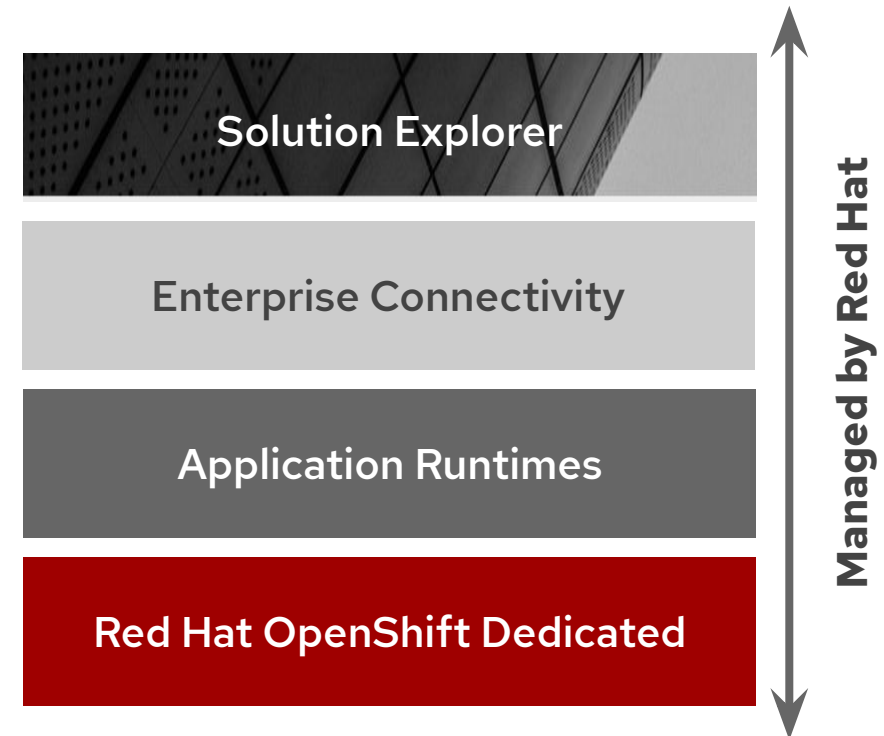 Solution Explorer
Enterprise Connectivity
Application Runtimes
Red Hat OpenShift Dedicated
Managed by Red Hat